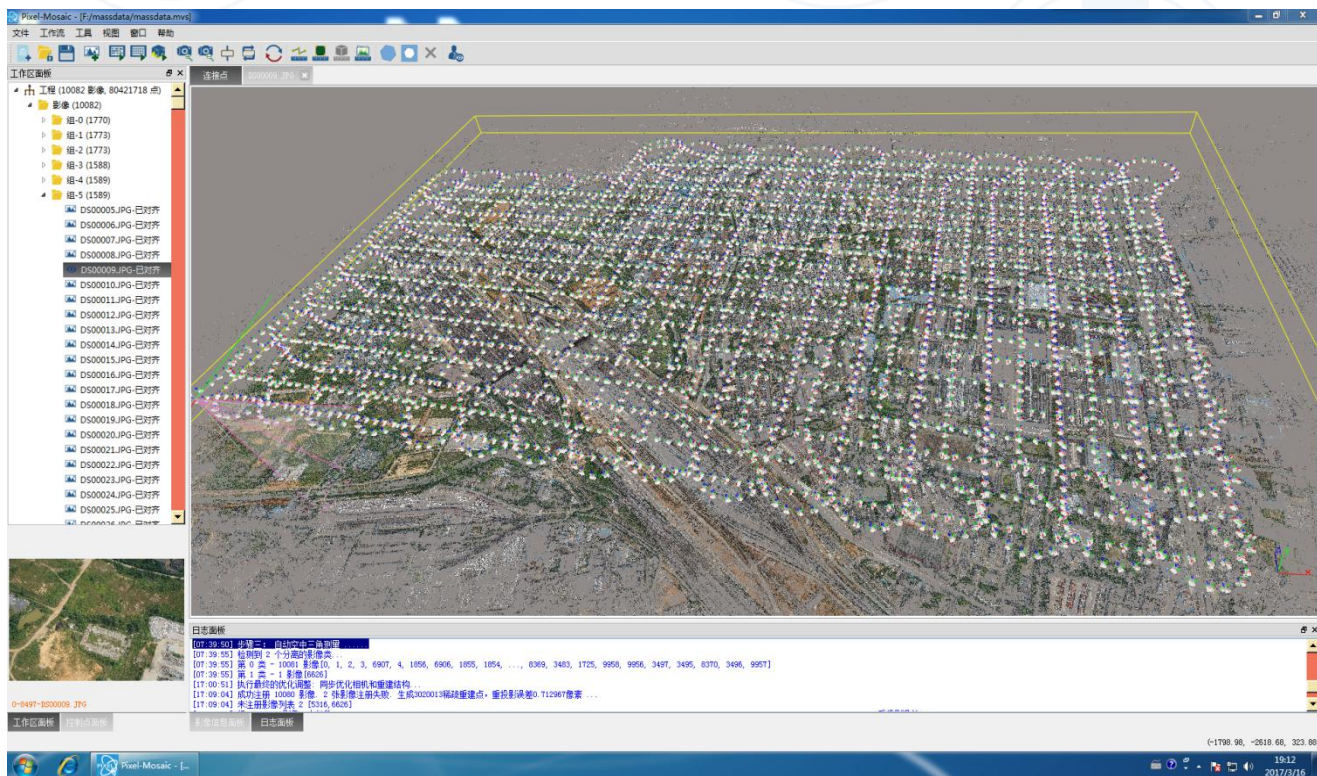 Pixel-Mosaic - [F:/massdata/massdata.mvs]
文件 工作流 工具 视图 窗口 帮助
工作区面板
连接点 DS00009.JPG
工程 (10082 影像, 80421718 点)
影像 (10082)
组-0 (1770)
组-1 (1773)
组-2 (1773)
组-3 (1588)
组-4 (1589)
组-5 (1589)
DS00005.JPG-已对齐
DS00006.JPG-已对齐
DS00007.JPG-已对齐
DS00008.JPG-已对齐
DS00009.JPG-已对齐
DS00010.JPG-已对齐
DS00011.JPG-已对齐
DS00012.JPG-已对齐
DS00013.JPG-已对齐
DS00014.JPG-已对齐
DS00015.JPG-已对齐
DS00016.JPG-已对齐
DS00017.JPG-已对齐
DS00018.JPG-已对齐
DS00019.JPG-已对齐
DS00020.JPG-已对齐
DS00021.JPG-已对齐
DS00022.JPG-已对齐
DS00023.JPG-已对齐
DS00024.JPG-已对齐
DS00025.JPG-已对齐
DS00026.JPG-已对齐
0-0497-DS00009.JPG
工作区面板 控制点面板
日志面板
[07:39:50] 步骤三: 自动空中三角测量 ......
[07:39:55] 检测到 2 个分离的影像类.
[07:39:55] 第 0 类 - 10081 影像[0, 1, 2, 3, 6907, 4, 1856, 6906, 1855, 1854, ..., 8369, 3483, 1725, 9958, 9956, 3497, 3495, 8370, 3496, 9957]
[07:39:55] 第 1 类 - 1 影像[6626]
[17:00:51] 执行最终的优化调整: 同步优化相机和重建结构...
[17:09:04] 成功注册 10080 影像. 2 张影像注册失败. 生成3020013稀疏重建点, 重投影误差0.712967像素 ...
[17:09:04] 未注册影像列表 2 [5316,6626]
影像信息面板 日志面板
(-1798.98, -2618.68, 323.88
Pixel-Mosaic - [...
19:12
2017/3/16